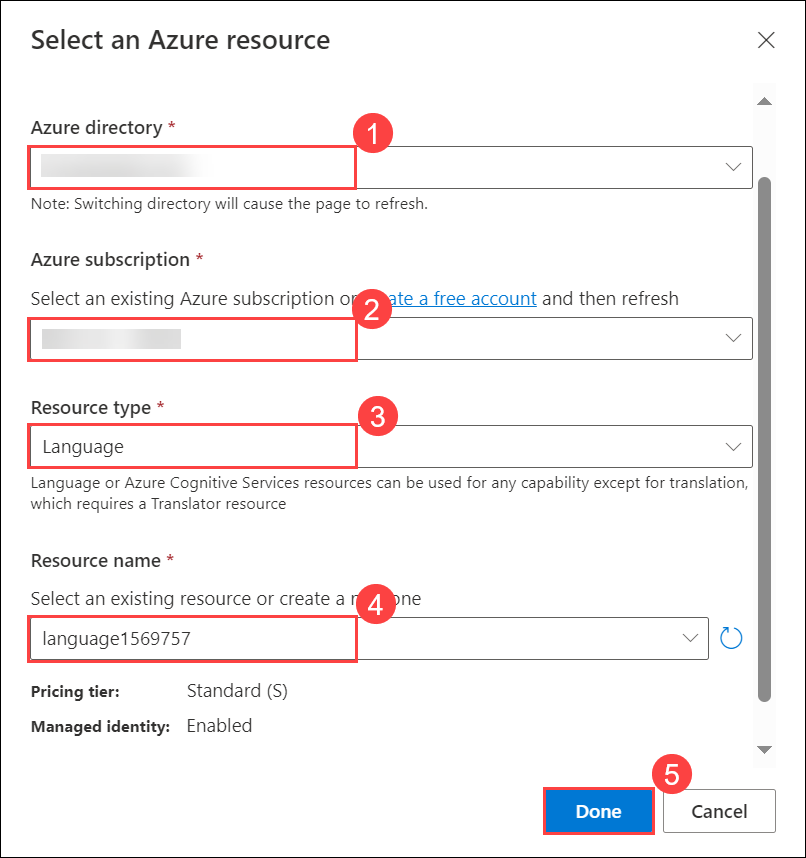 Select an Azure resource
Azure directory *
1
Note: Switching directory will cause the page to refresh.
Azure subscription *
Select an existing Azure subscription or ate a free account and then refresh
2
Resource type *
3
Language
Language or Azure Cognitive Services resources can be used for any capability except for translation,
which requires a Translator resource
Resource name *
Select an existing resource or create a one
4
language1569757
Pricing tier: Standard (S)
Managed identity: Enabled
5
Done Cancel